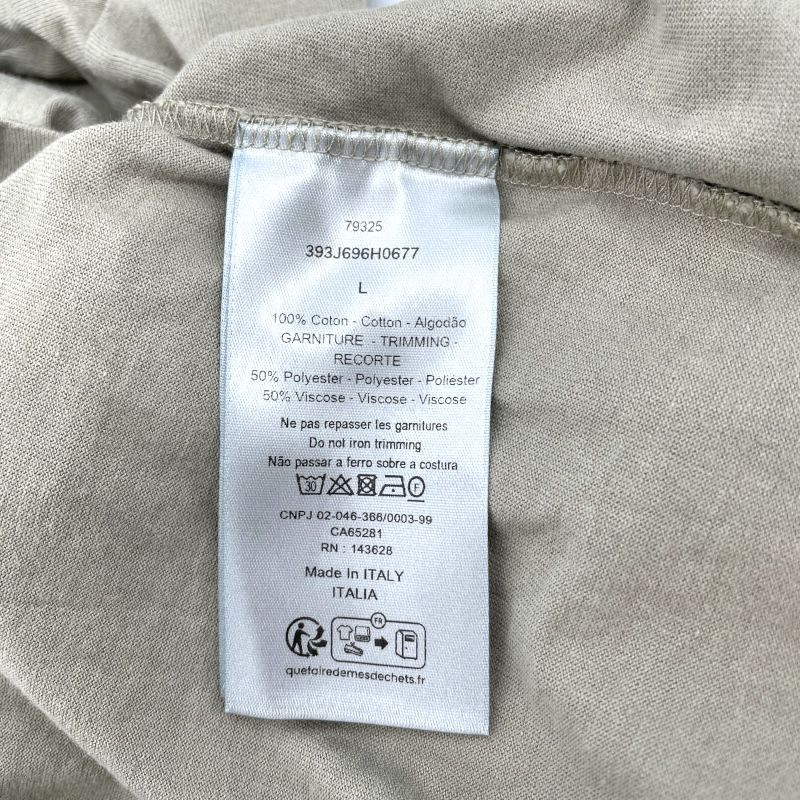 79325
393J696H0677
L
100% Coton - Cotton - Algodão
GARNITURE - TRIMMING -
RECORTE
50% Polyester - Polyester - Poliéster
50% Viscose - Viscose - Viscose
Ne pas repasser les garnitures
Do not iron trimming
Não passar a ferro sobre a costura
30 F
CNPJ 02-046-366/0003-99
CA65281
RN : 143628
Made In ITALY
ITALIA
FR
quefairedemesdechets.fr